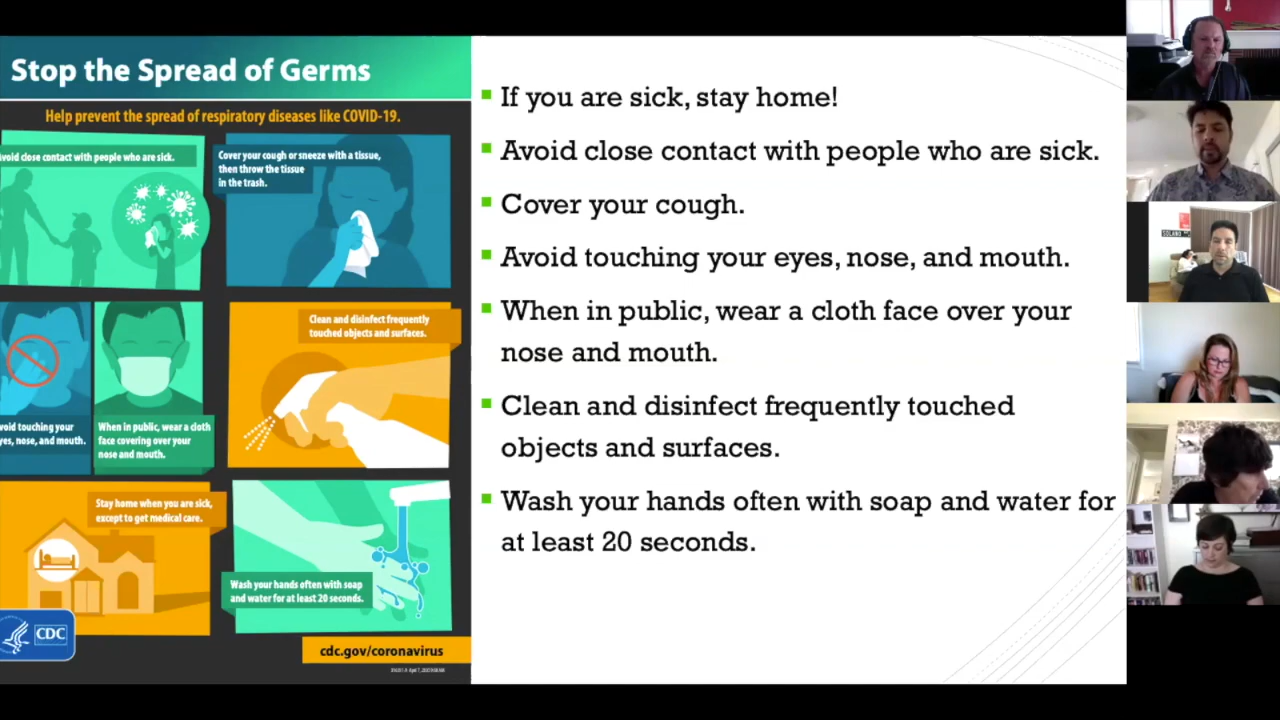 Stop the Spread of Germs
Help prevent the spread of respiratory diseases like COVID-19.
void close contact with people who are sick.
Cover your cough or sneeze with a tissue,
then throw the tissue
in the trash.
void touching your
yes, nose, and mouth.
When in public, wear a cloth
face covering over your
nose and mouth.
Clean and disinfect frequently
touched objects and surfaces.
Stay home when you are sick,
except to get medical care.
Wash your hands often with soap
and water for at least 20 seconds.
CDC
cdc.gov/coronavirus
If you are sick, stay home!
Avoid close contact with people who are sick.
Cover your cough.
Avoid touching your eyes, nose, and mouth.
When in public, wear a cloth face over your
nose and mouth.
Clean and disinfect frequently touched
objects and surfaces.
Wash your hands often with soap and water for
at least 20 seconds.
SOLANO